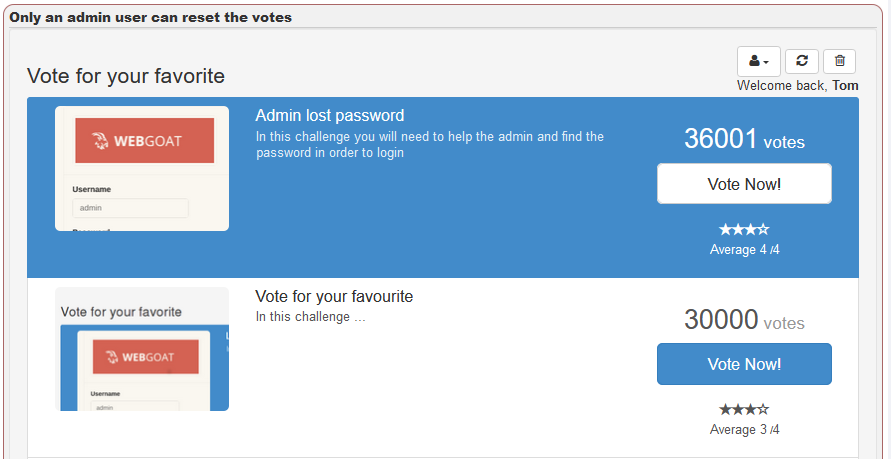 Only an admin user can reset the votes
Vote for your favorite
Welcome back, Tom
WEBGOAT
Username
admin
Password
Admin lost password
In this challenge you will need to help the admin and find the
password in order to login
36001 votes
Vote Now!
Average 4 /4
Vote for your favorite
WEBGOAT
Username
admin
Vote for your favourite
In this challenge ...
30000 votes
Vote Now!
Average 3 /4